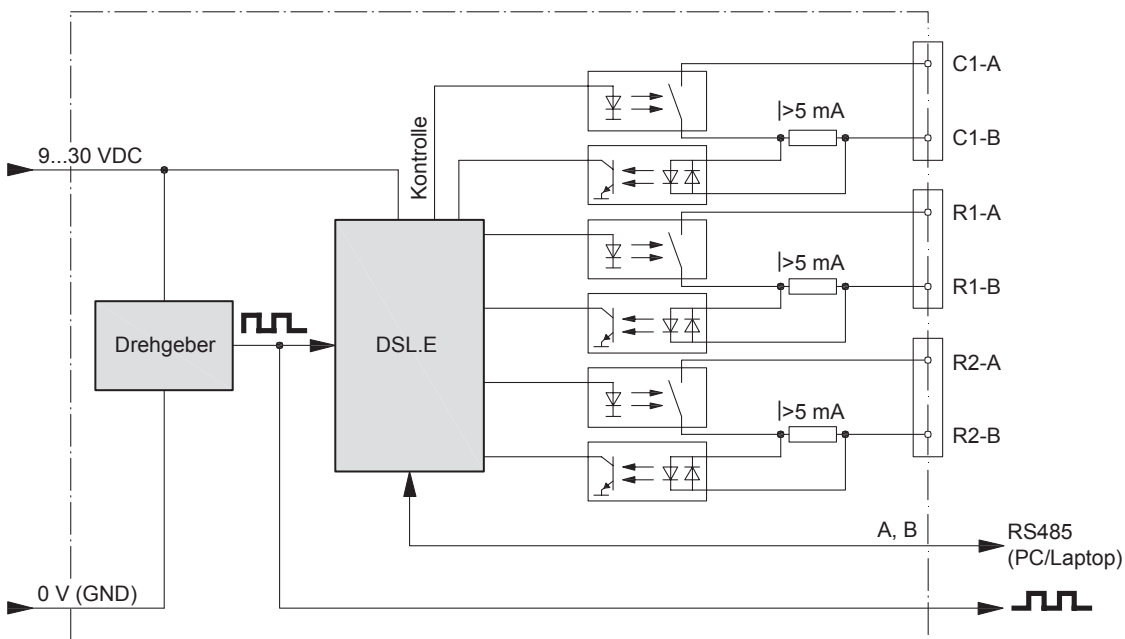 C1-A
I>5 mA
C1-B
9...30 VDC
Kontrolle
R1-A
I>5 mA
R1-B
Drehgeber
DSL.E
R2-A
I>5 mA
R2-B
A, B
RS485
(PC/Laptop)
0 V (GND)